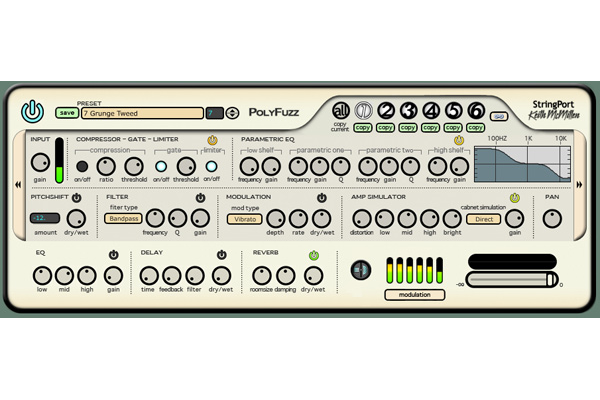 PRESET
save 7 Grunge Tweed 7
POLYFUZZ
all 1 2 3 4 5 6
copy current
copy copy copy copy copy copy
StringPort
Keith McMillen
INPUT
gain
COMPRESSOR - GATE - LIMITER
compression gate limiter
on/off ratio threshold on/off threshold on/off
PARAMETRIC EQ
low shelf parametric one parametric two high shelf
frequency gain frequency gain Q frequency gain Q frequency gain
100HZ 1K 10K
PITCHSHIFT
-12.
amount dry/wet
FILTER
filter type
Bandpass
frequency Q gain
MODULATION
mod type
Vibrato
depth rate dry/wet
AMP SIMULATOR
distortion low mid high bright
cabinet simulation
Direct
gain
PAN
EQ
low mid high gain
DELAY
time feedback filter dry/wet
REVERB
roomsize damping dry/wet
modulation
-∞ 0